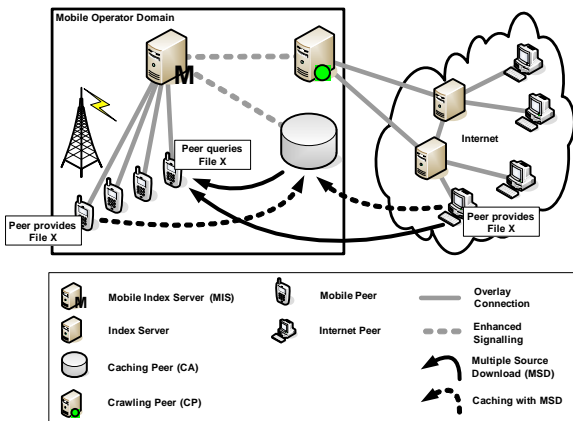 Mobile Operator Domain
M
Peer queries
File X
Internet
Peer provides
File X
Peer provides
File X
M
Mobile Index Server (MIS)
Mobile Peer
Overlay
Connection
Index Server
Internet Peer
Enhanced
Signalling
Caching Peer (CA)
Multiple Source
Download (MSD)
Crawling Peer (CP)
Caching with MSD